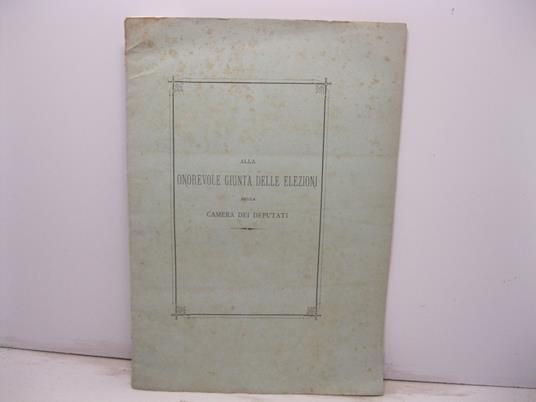 ALLA
ONOREVOLE GIUNTA DELLE ELEZIONI
DELLA
CAMERA DEI DEPUTATI